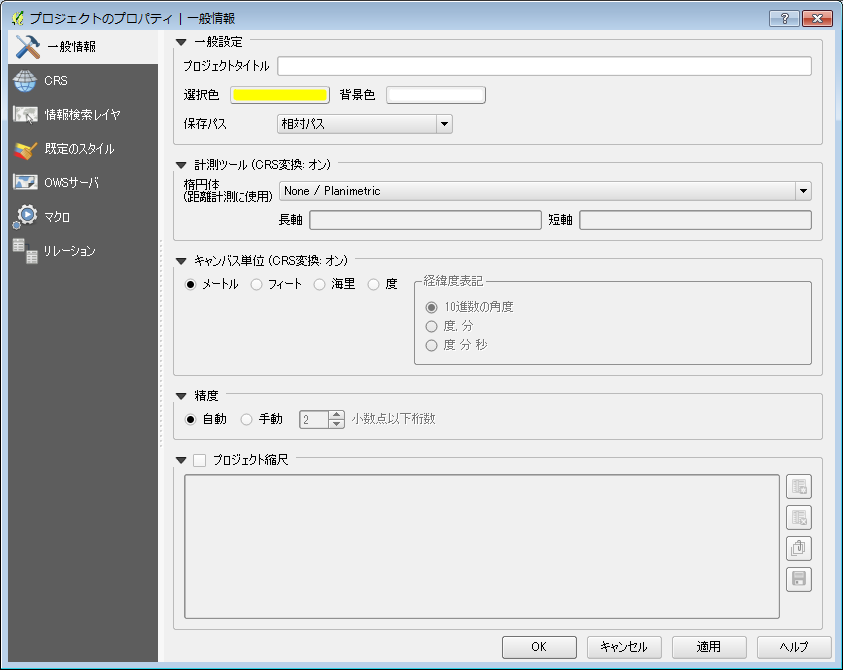 プロジェクトのプロパティ | 一般情報
一般情報
CRS
情報検索レイヤ
既定のスタイル
OWSサーバ
マクロ
リレーション
一般設定
プロジェクトタイトル
選択色 背景色
保存パス 相対パス
計測ツール (CRS変換: オン)
楕円体
(距離計測に使用) None / Planimetric
長軸 短軸
キャンバス単位 (CRS変換: オン)
メートル フィート 海里 度
経緯度表記
10進数の角度
度, 分
度 分 秒
精度
自動 手動 2 小数点以下桁数
プロジェクト縮尺
OK キャンセル 適用 ヘルプ